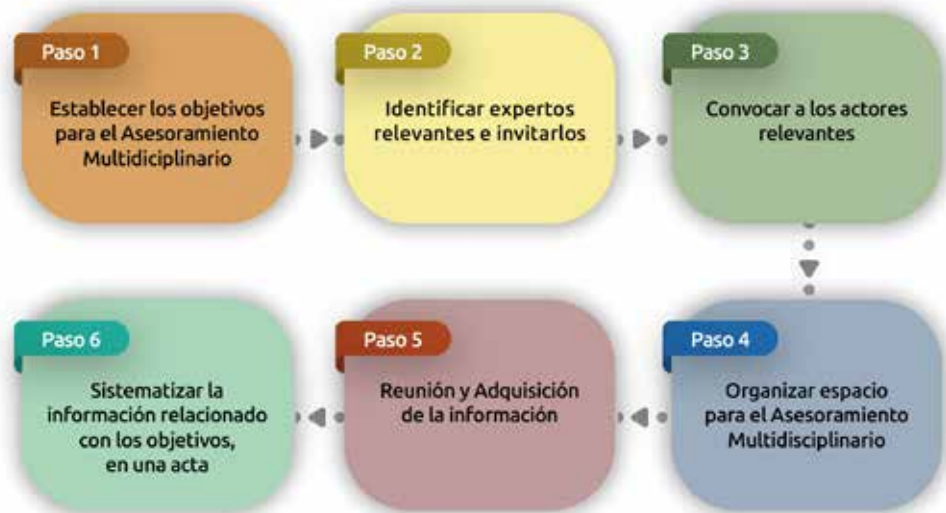 Paso 1
Establecer los objetivos
para el Asesoramiento
Multidiciplinario
Paso 2
Identificar expertos
relevantes e invitarlos
Paso 3
Convocar a los actores
relevantes
Paso 4
Organizar espacio
para el Asesoramiento
Multidisciplinario
Paso 5
Reunión y Adquisición
de la información
Paso 6
Sistematizar la
información relacionado
con los objetivos,
en una acta